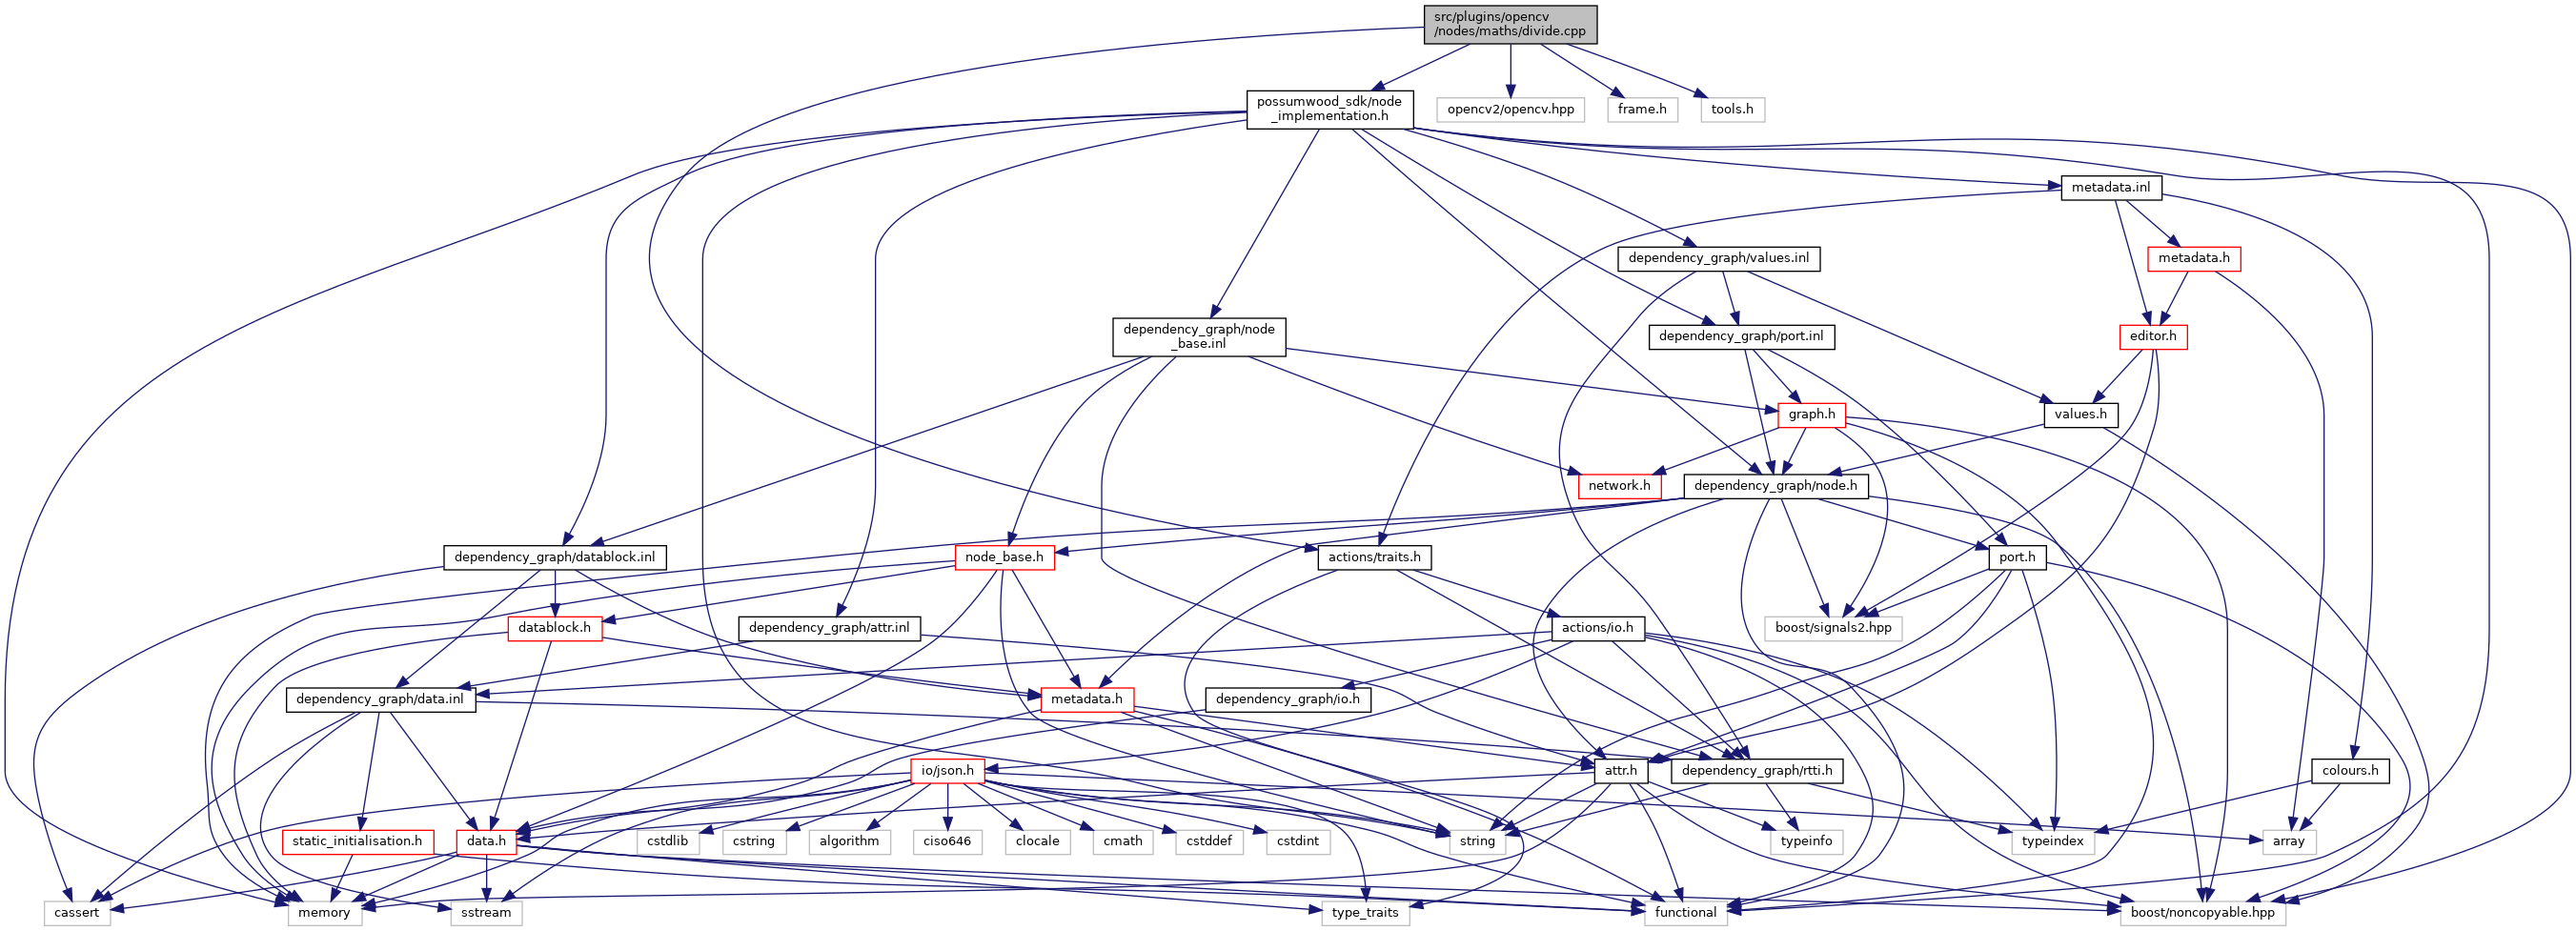 src/plugins/opencv
/nodes/maths/divide.cpp
possumwood_sdk/node
_implementation.h
opencv2/opencv.hpp
frame.h
tools.h
metadata.inl
dependency_graph/values.inl
metadata.h
dependency_graph/node
_base.inl
dependency_graph/port.inl
editor.h
graph.h
values.h
network.h
dependency_graph/node.h
dependency_graph/datablock.inl
node_base.h
actions/traits.h
port.h
datablock.h
dependency_graph/attr.inl
actions/io.h
boost/signals2.hpp
dependency_graph/data.inl
metadata.h
dependency_graph/io.h
io/json.h
attr.h
dependency_graph/rtti.h
colours.h
static_initialisation.h
data.h
cstdlib
cstring
algorithm
ciso646
clocale
cmath
cstddef
cstdint
string
typeinfo
typeindex
array
cassert
memory
sstream
type_traits
functional
boost/noncopyable.hpp